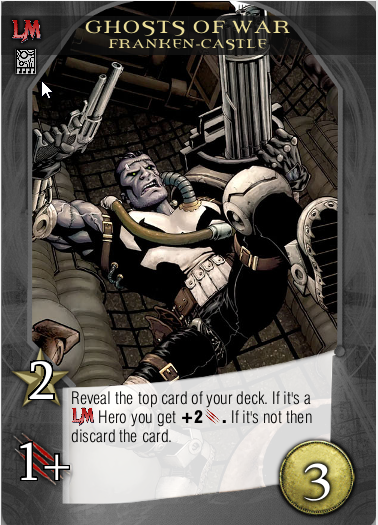 GHOSTS OF WAR
FRANKEN-CASTLE
LM
2
Reveal the top card of your deck. If it's a
LM Hero you get +2 . If it's not then
discard the card.
1+
3